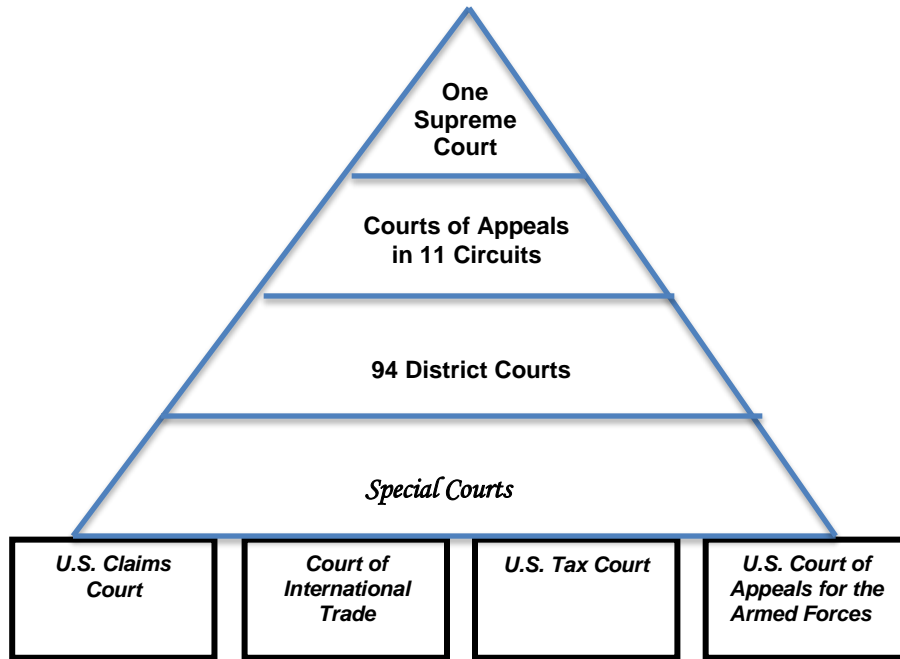 One
Supreme
Court
Courts of Appeals
in 11 Circuits
94 District Courts
Special Courts
U.S. Claims
Court
Court of
International
Trade
U.S. Tax Court
U.S. Court of
Appeals for the
Armed Forces